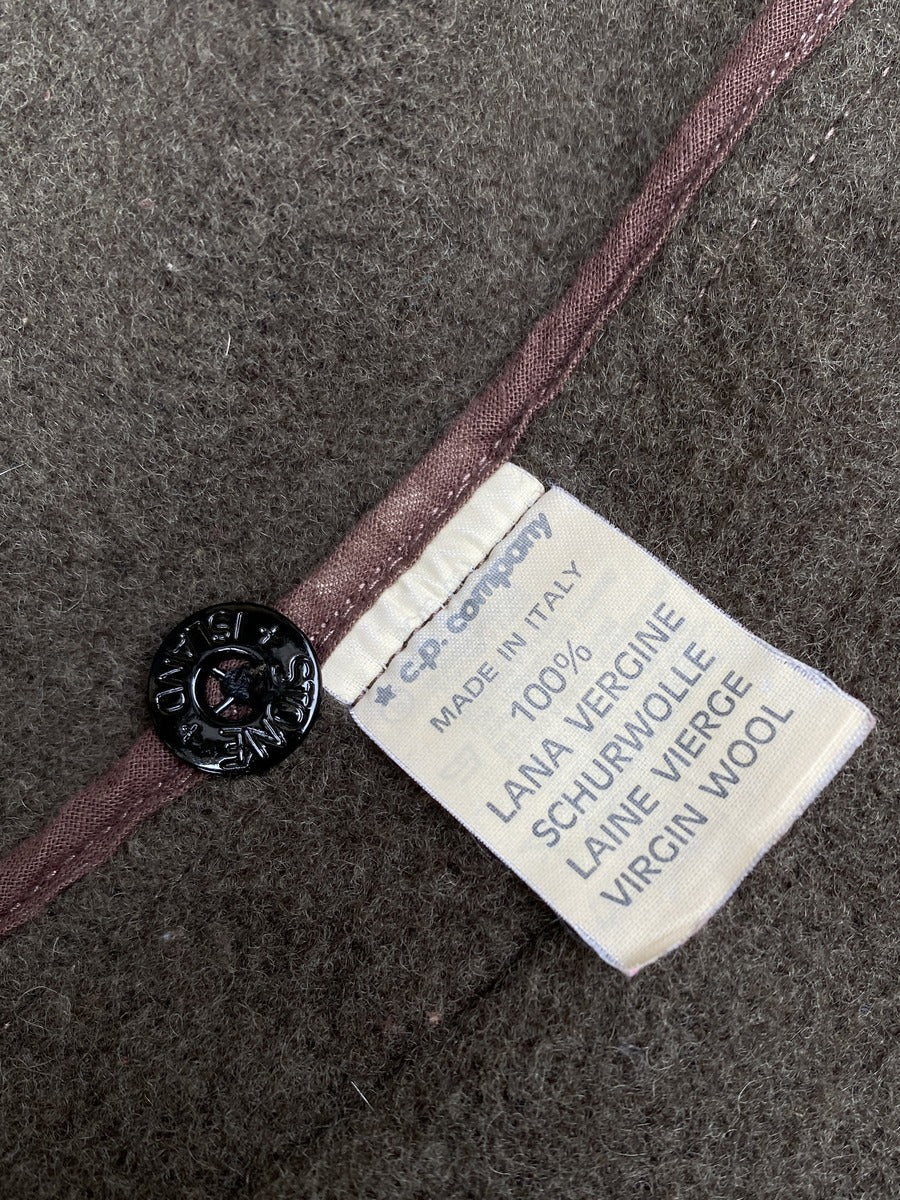 ★ c.p. company
MADE IN ITALY
100%
LANA VERGINE
SCHURWOLLE
LAINE VIERGE
VIRGIN WOOL
STONE + ISLAND +